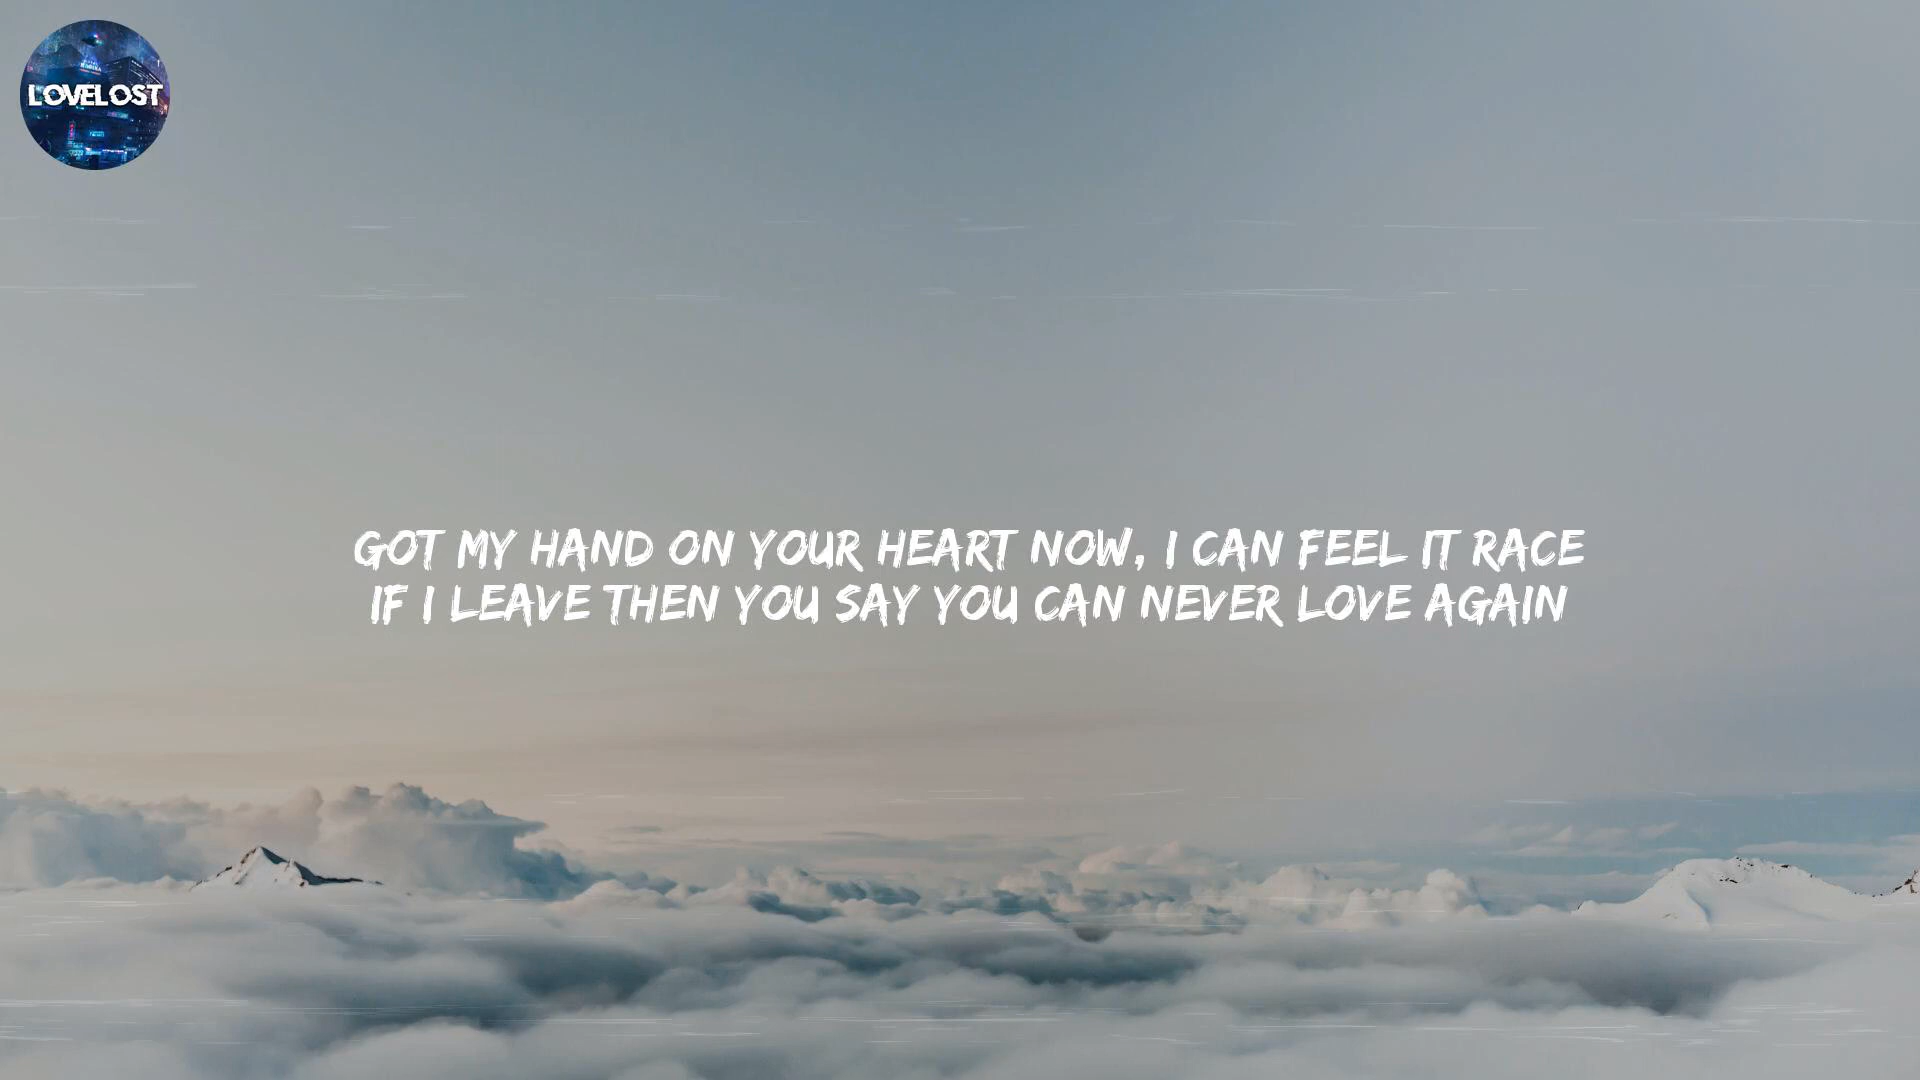 LOVELOST
GOT MY HAND ON YOUR HEART NOW, I CAN FEEL IT RACE
IF I LEAVE THEN YOU SAY YOU CAN NEVER LOVE AGAIN